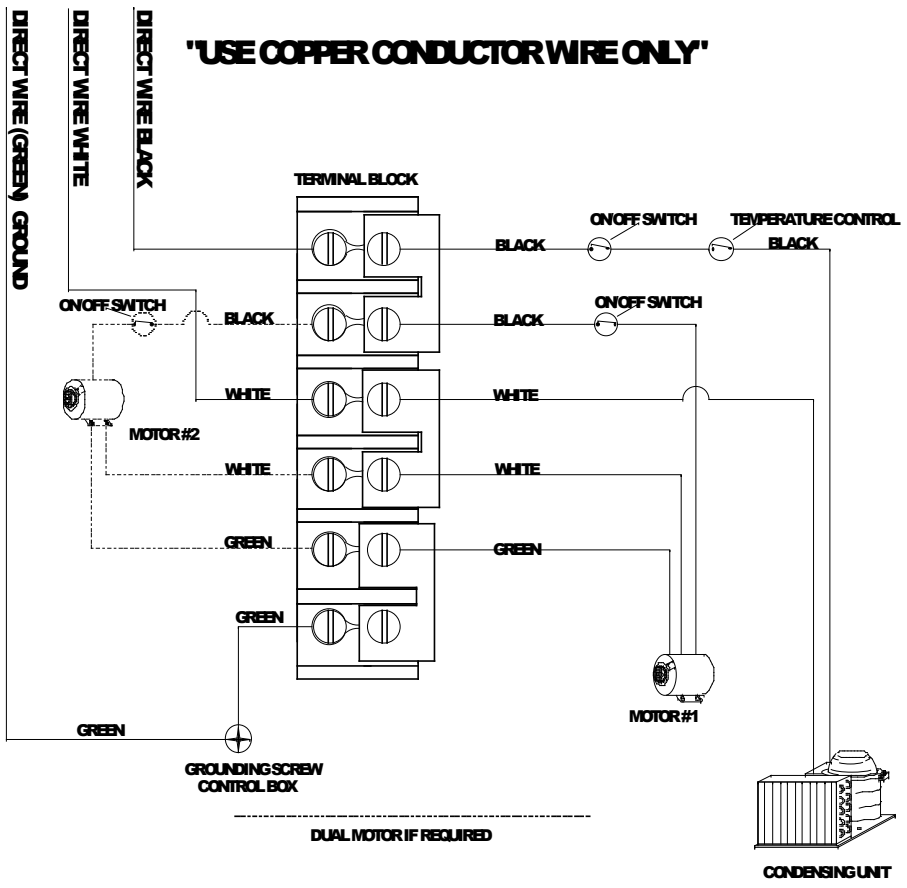 "USE COPPER CONDUCTOR WIRE ONLY"
DIRECT WIRE (GREEN) GROUND
DIRECT WIRE WHITE
DIRECT WIRE BLACK
TERMINAL BLOCK
ON/OFF SWITCH
TEMPERATURE CONTROL
BLACK
BLACK
ON/OFF SWITCH
ON/OFF SWITCH
BLACK
BLACK
WHITE
WHITE
MOTOR #2
WHITE
WHITE
GREEN
GREEN
GREEN
MOTOR #1
GREEN
GROUNDING SCREW
CONTROL BOX
DUAL MOTOR IF REQUIRED
CONDENSING UNIT